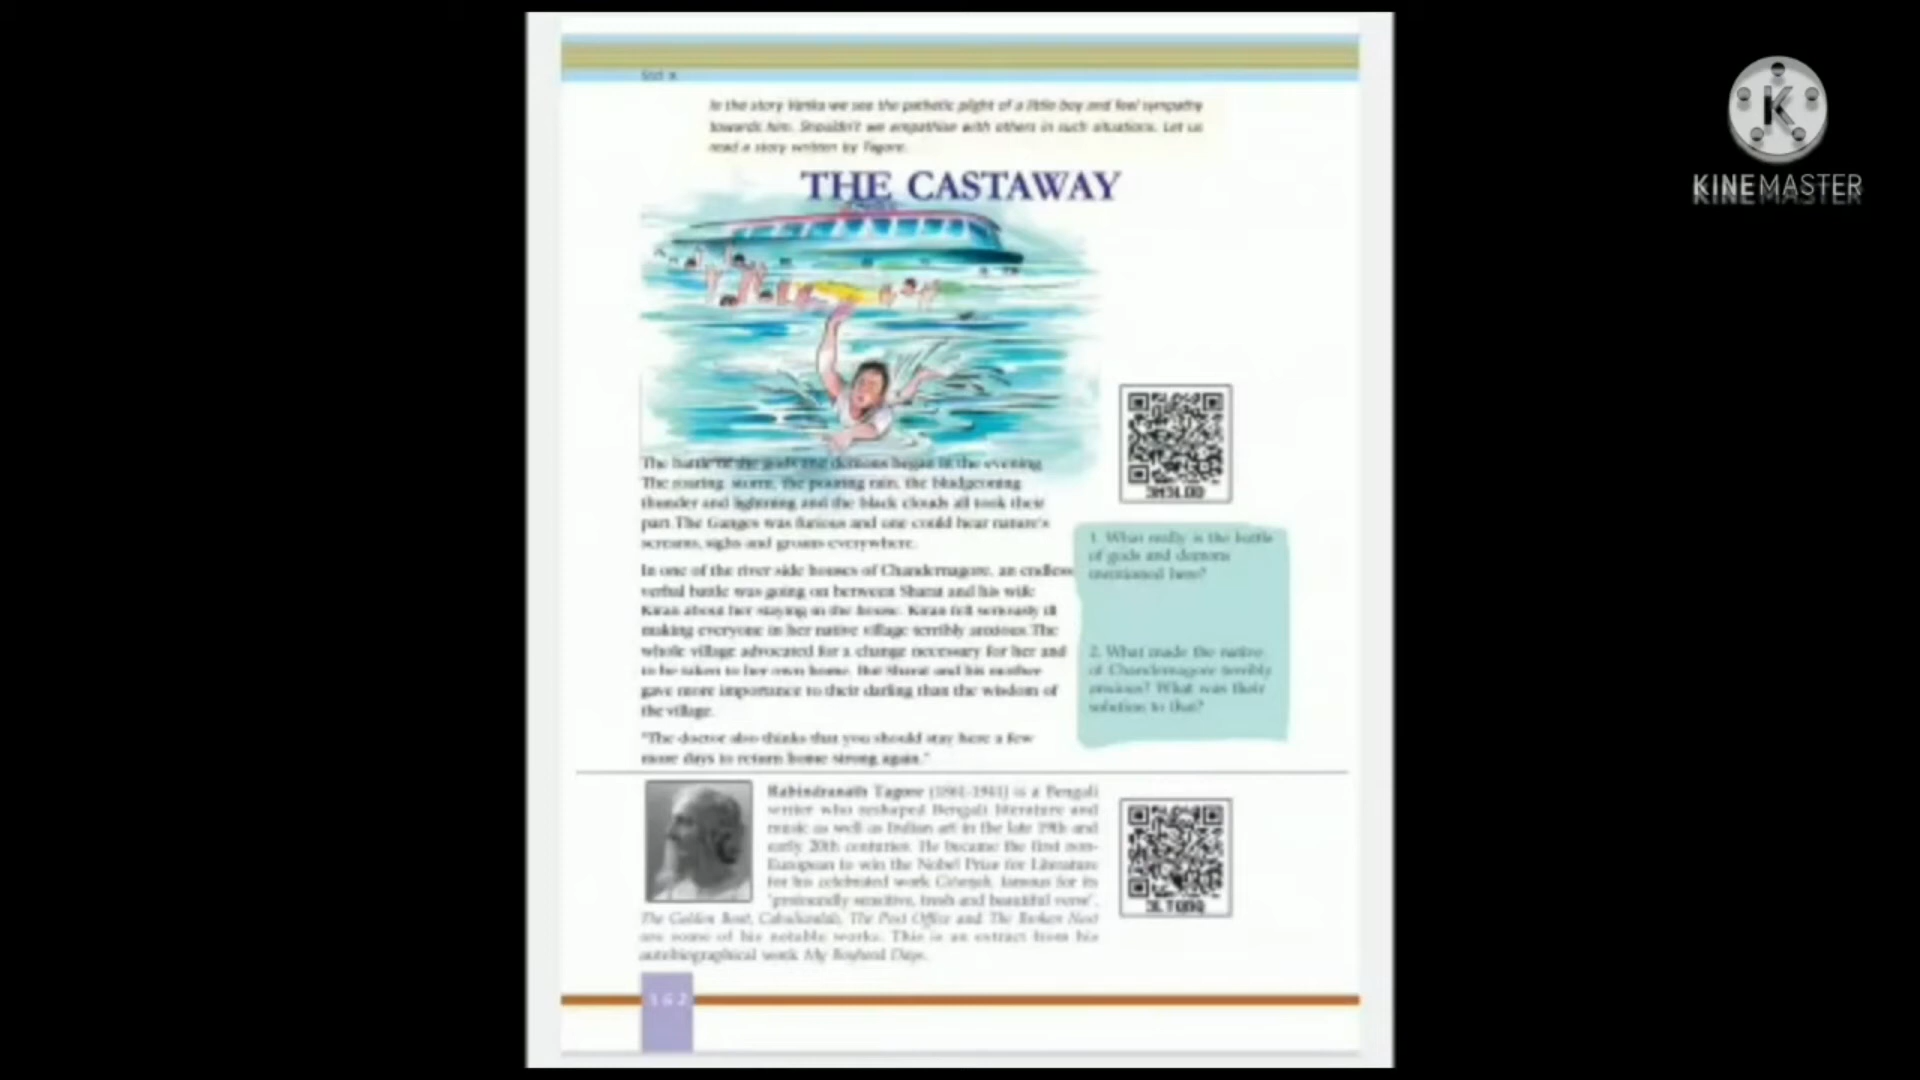 Std X
In the story Vanka we see the pathetic plight of a little boy and feel sympathy
towards him. Shouldn't we empathise with others in such situations. Let us
read a story written by Tagore.
THE CASTAWAY
KINEMASTER
The battle of the gods and demons began in the evening.
The roaring storm, the pouring rain, the bludgeoning
thunder and lightning and the black clouds all took their
part. The Ganges was furious and one could hear nature's
screams, sighs and groans everywhere.
In one of the river side houses of Chandernagore, an endless
verbal battle was going on between Sharat and his wife
Kiran about her staying in the house. Kiran fell seriously ill
making everyone in her native village terribly anxious. The
whole village advocated for a change necessary for her and
to be taken to her own home. But Sharat and his mother
gave more importance to their darling than the wisdom of
the village.
"The doctor also thinks that you should stay here a few
more days to return home strong again."
1. What really is the battle
of gods and demons
mentioned here?
2. What made the native
of Chandernagore terribly
anxious? What was their
solution to that?
Rabindranath Tagore (1861-1941) is a Bengali
writer who reshaped Bengali literature and
music as well as Indian art in the late 19th and
early 20th centuries. He became the first non-
European to win the Nobel Prize for Literature
for his celebrated work Gitanjali, famous for its
'profoundly sensitive, fresh and beautiful verse'.
The Golden Boat, Cabuliwalah, The Post Office and The Broken Nest
are some of his notable works. This is an extract from his
autobiographical work My Boyhood Days.
162